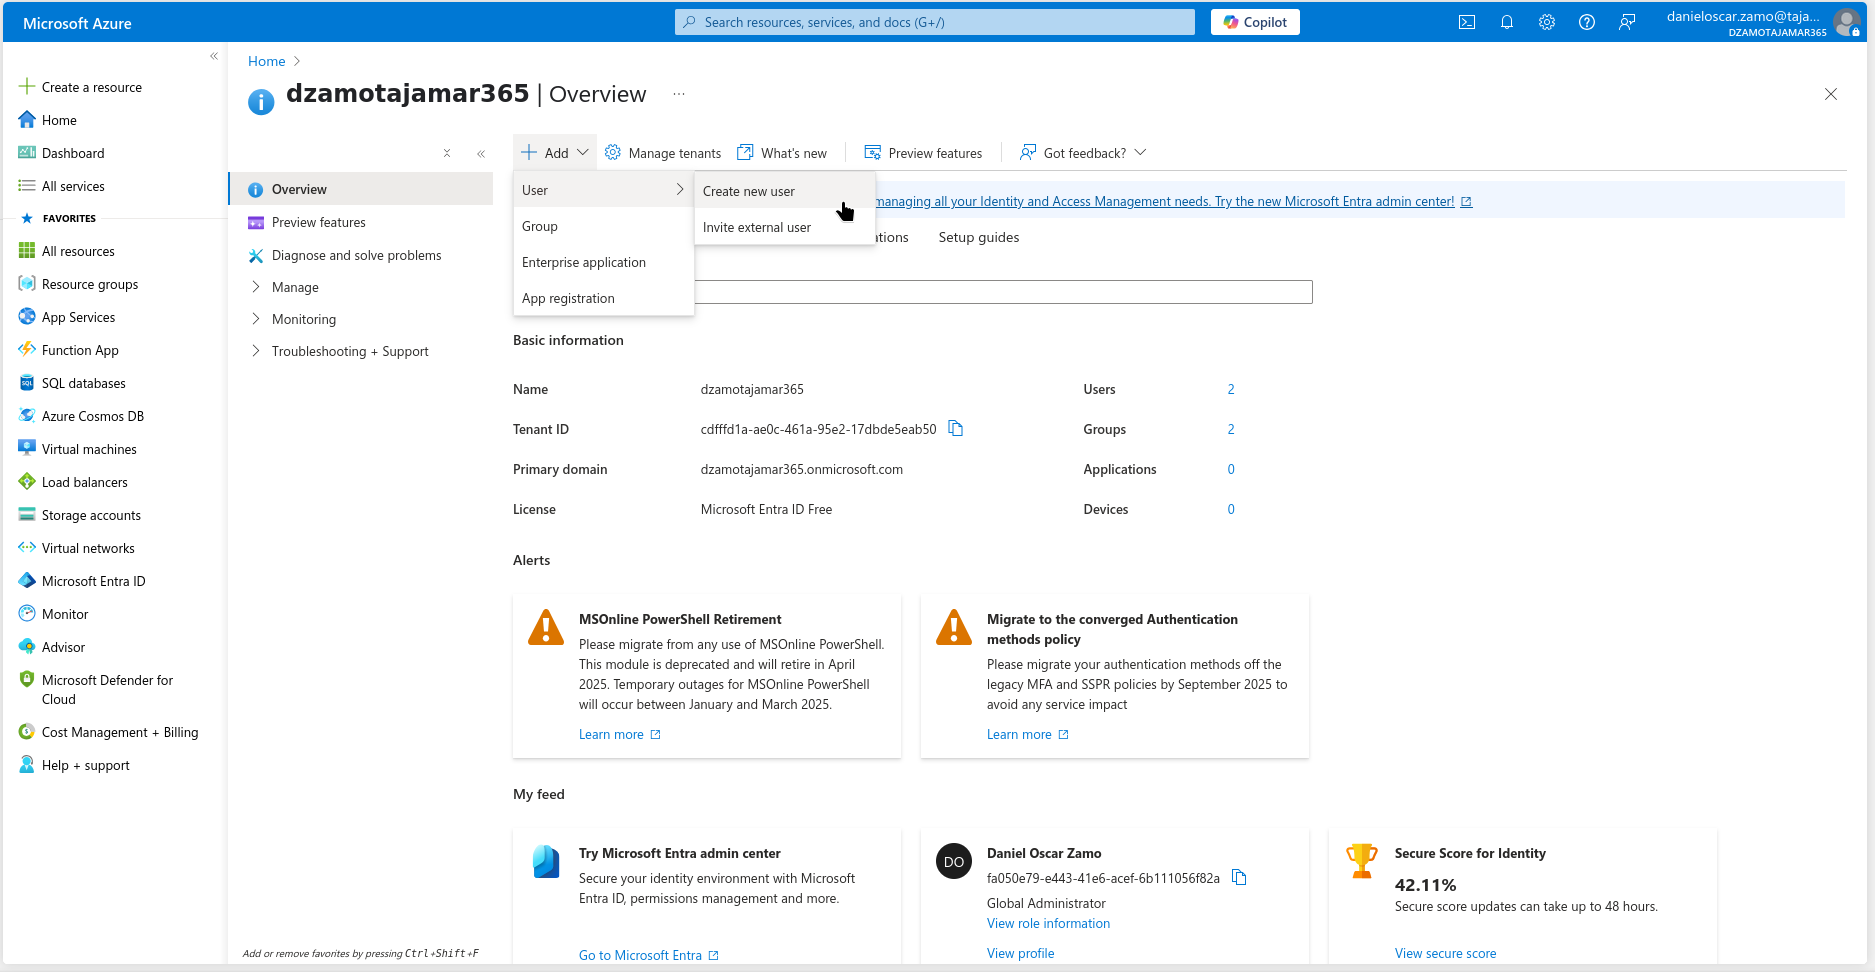 Microsoft Azure
Search resources, services, and docs (G+/)
Copilot
danieloscar.zamo@taja...
DZAMOTAJAMAR365
Create a resource
Home
Dashboard
All services
FAVORITES
All resources
Resource groups
App Services
Function App
SQL databases
Azure Cosmos DB
Virtual machines
Load balancers
Storage accounts
Virtual networks
Microsoft Entra ID
Monitor
Advisor
Microsoft Defender for
Cloud
Cost Management + Billing
Help + support
Home
dzamotajamar365 | Overview
Overview
Preview features
Diagnose and solve problems
Manage
Monitoring
Troubleshooting + Support
Add or remove favorites by pressing Ctrl+Shift+F
Add
Manage tenants
What's new
Preview features
Got feedback?
User
Group
Enterprise application
App registration
Create new user
Invite external user
managing all your Identity and Access Management needs. Try the new Microsoft Entra admin center!
ations
Setup guides
Basic information
Name
dzamotajamar365
Users
2
Tenant ID
cdfffd1a-ae0c-461a-95e2-17dbde5eab50
Groups
2
Primary domain
dzamotajamar365.onmicrosoft.com
Applications
0
License
Microsoft Entra ID Free
Devices
0
Alerts
MSOnline PowerShell Retirement
Please migrate from any use of MSOnline PowerShell.
This module is deprecated and will retire in April
2025. Temporary outages for MSOnline PowerShell
will occur between January and March 2025.
Learn more
Migrate to the converged Authentication
methods policy
Please migrate your authentication methods off the
legacy MFA and SSPR policies by September 2025 to
avoid any service impact
Learn more
My feed
Try Microsoft Entra admin center
Secure your identity environment with Microsoft
Entra ID, permissions management and more.
Go to Microsoft Entra
DO
Daniel Oscar Zamo
fa050e79-e443-41e6-acef-6b111056f82a
Global Administrator
View role information
View profile
Secure Score for Identity
42.11%
Secure score updates can take up to 48 hours.
View secure score